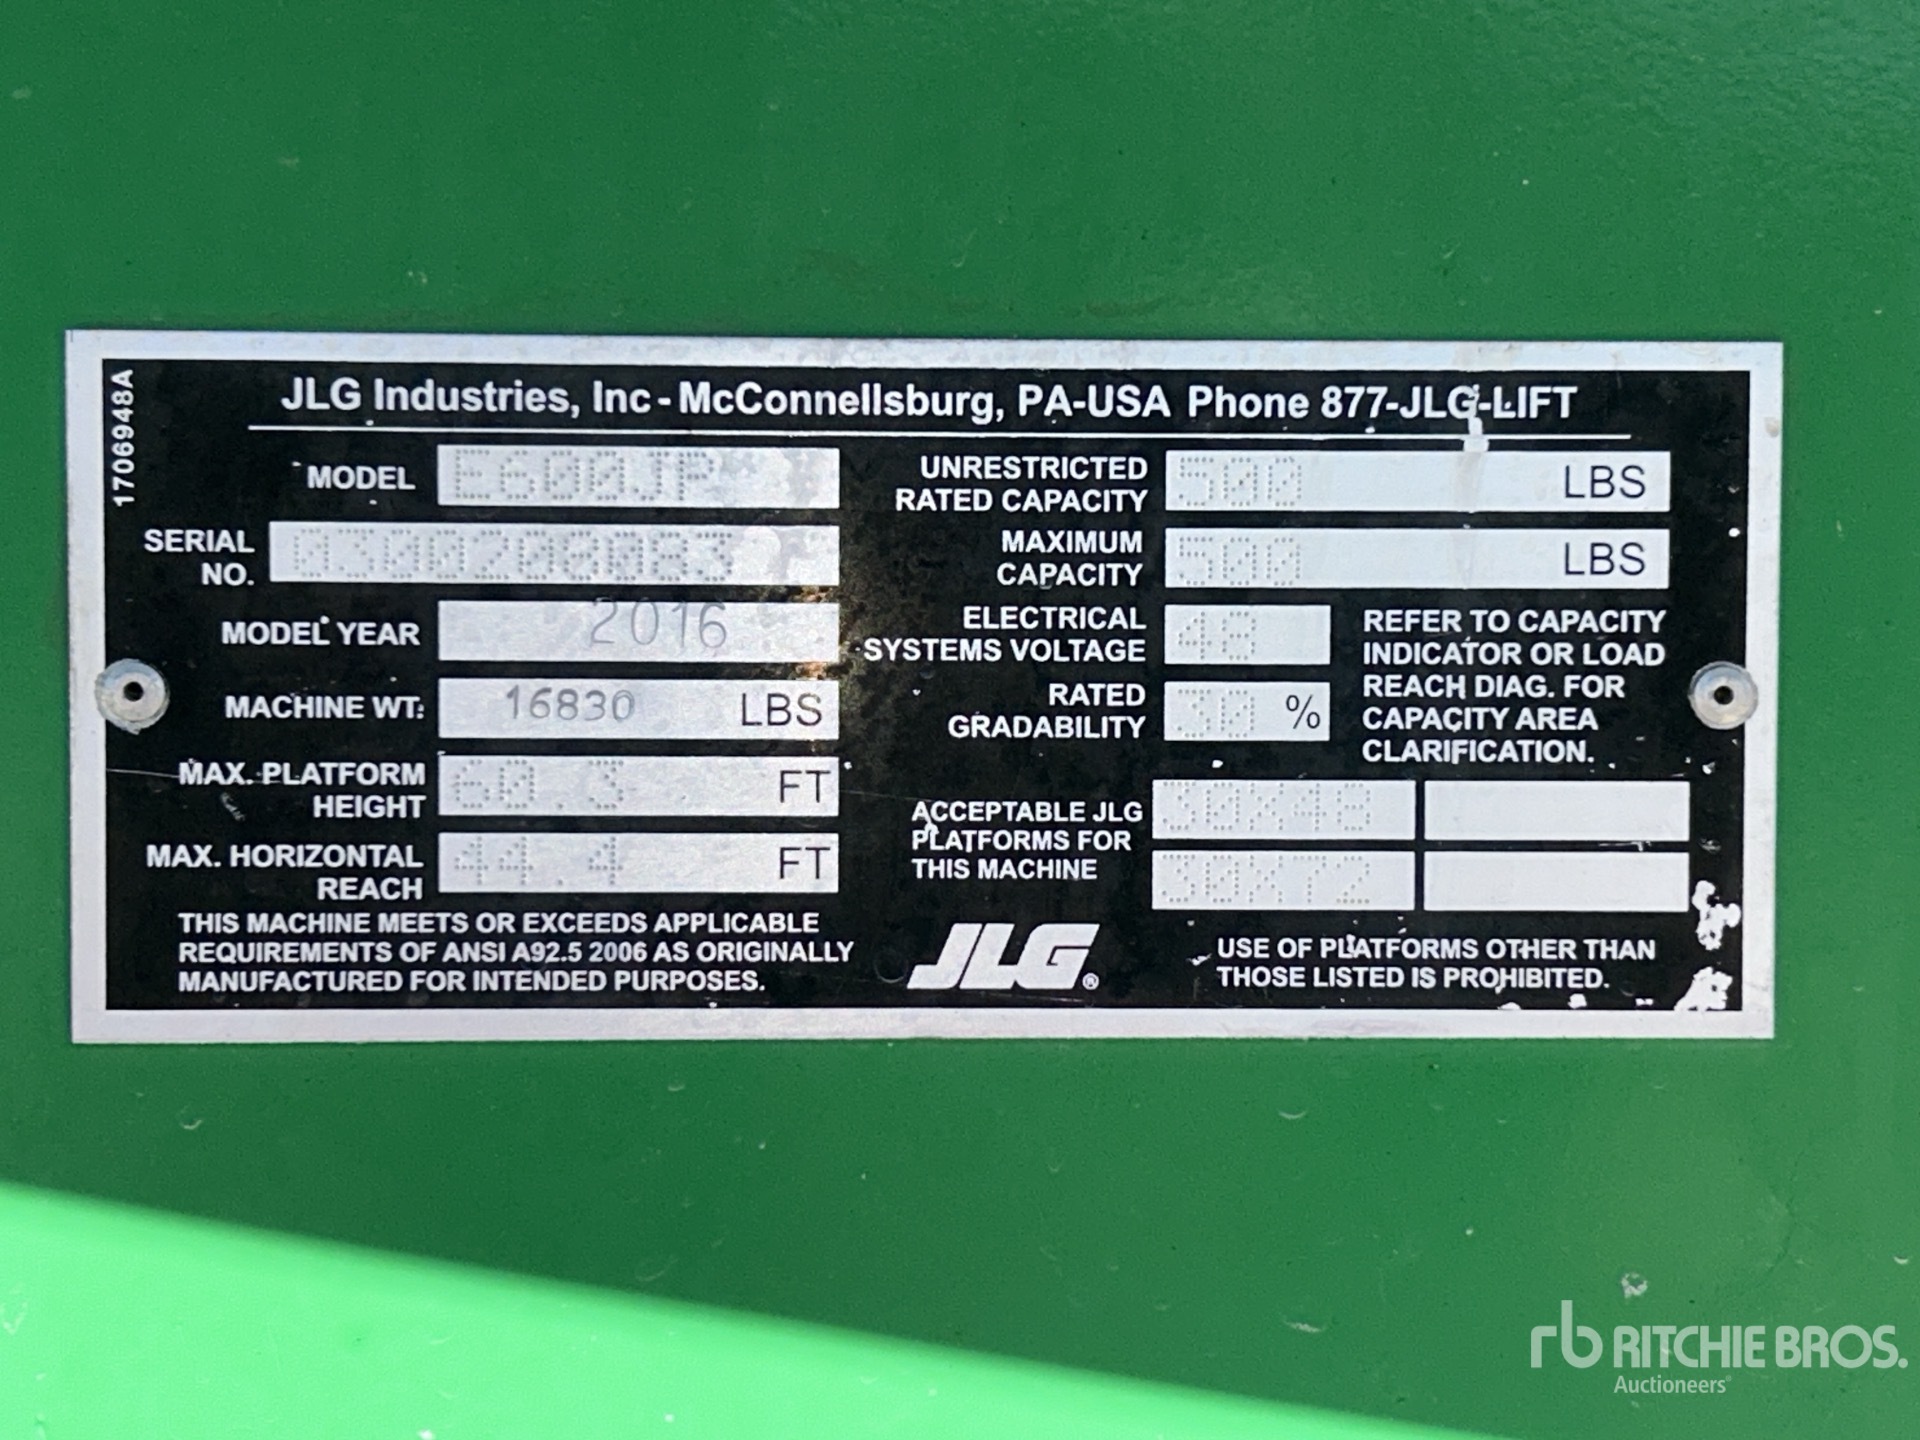 1706948A
JLG Industries, Inc - McConnellsburg, PA-USA Phone 877-JLG-LIFT
MODEL E600JP
SERIAL NO. 0300208083
MODEL YEAR 2016
MACHINE WT: 16830 LBS
MAX. PLATFORM HEIGHT 60.3 FT
MAX. HORIZONTAL REACH 44.4 FT
THIS MACHINE MEETS OR EXCEEDS APPLICABLE
REQUIREMENTS OF ANSI A92.5 2006 AS ORIGINALLY
MANUFACTURED FOR INTENDED PURPOSES.
UNRESTRICTED RATED CAPACITY 500 LBS
MAXIMUM CAPACITY 500 LBS
ELECTRICAL SYSTEMS VOLTAGE 48
RATED GRADABILITY 30 %
REFER TO CAPACITY
INDICATOR OR LOAD
REACH DIAG. FOR
CAPACITY AREA
CLARIFICATION.
ACCEPTABLE JLG
PLATFORMS FOR
THIS MACHINE
30X48
30X72
JLG®
USE OF PLATFORMS OTHER THAN
THOSE LISTED IS PROHIBITED.
rb RITCHIE BROS.
Auctioneers